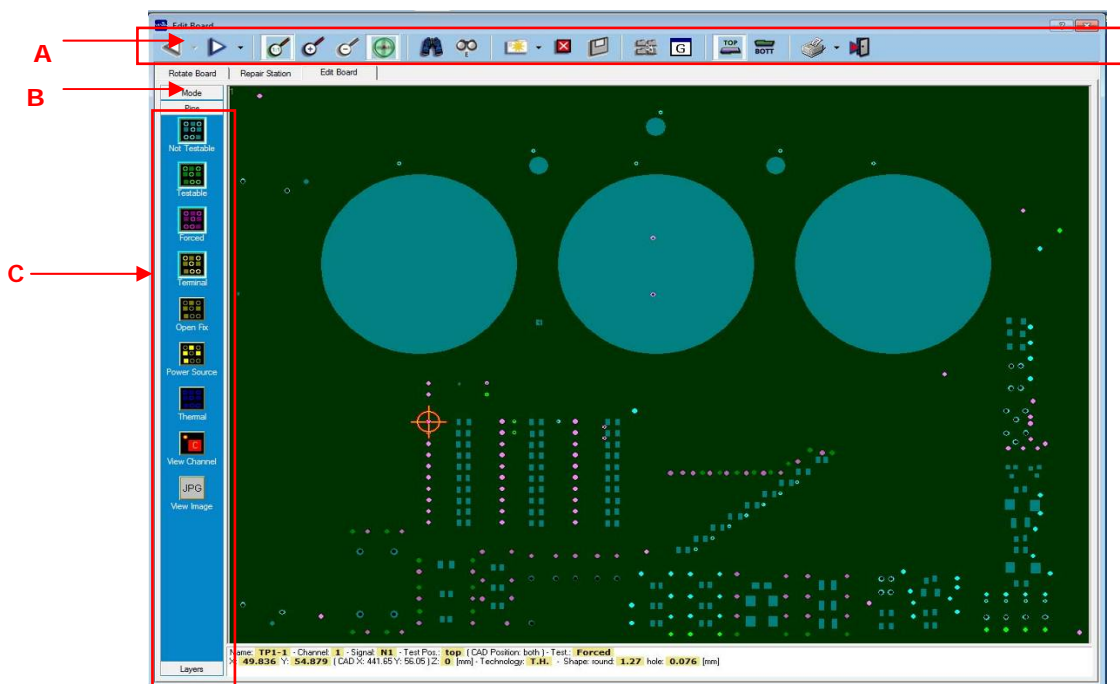 Edit Board
A
TOP
BOTT
G
Rotate Board
Repair Station
Edit Board
B
Mode
Pins
Not Testable
Testable
Forced
Terminal
C
Open Fix
Power Source
Thermal
C
View Channel
JPG
View Image
Layers
1
Name: TP1-1 - Channel: 1 - Signal: N1 - Test Pos.: top ( CAD Position: both ) - Test.: Forced
X: 49.836 Y: 54.879 ( CAD X: 441.65 Y: 56.05 ) Z: 0 [mm] - Technology: T.H. - Shape: round: 1.27 hole: 0.076 [mm]